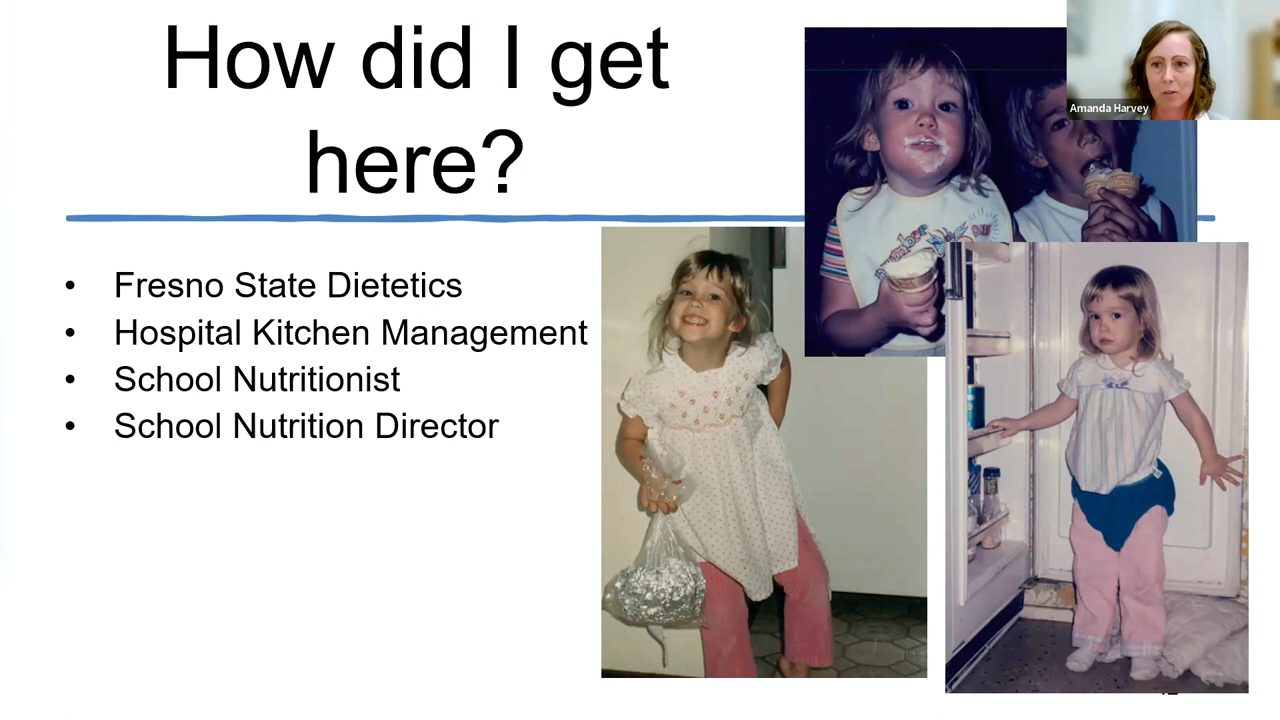 How did I get
here?
Amanda Harvey
• Fresno State Dietetics
• Hospital Kitchen Management
• School Nutritionist
• School Nutrition Director